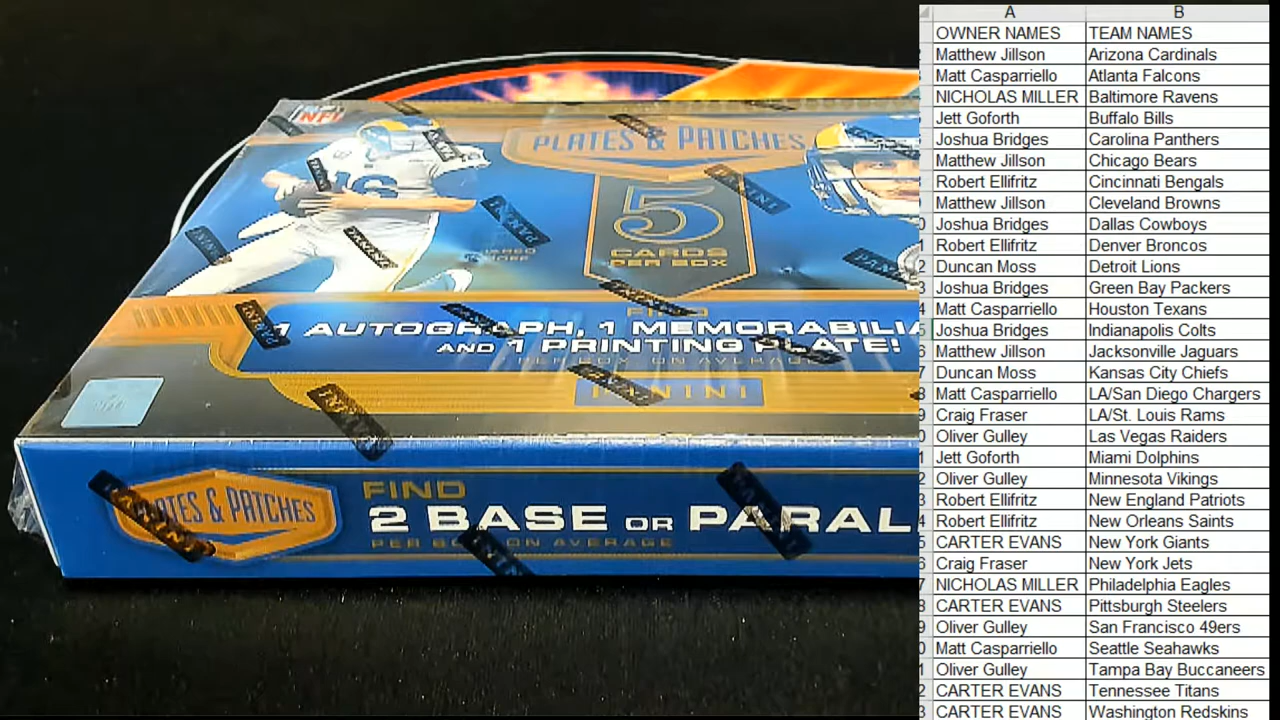 NFL
PLATES & PATCHES
5
CARDS
PER BOX
FIND
1 AUTOGRAPH, 1 MEMORABILIA
AND 1 PRINTING PLATE!
PER BOX, ON AVERAGE
PANINI
PLATES & PATCHES
FIND
2 BASE OR PARAL
PER BOX, ON AVERAGE
A B
OWNER NAMES TEAM NAMES
Matthew Jillson Arizona Cardinals
Matt Casparriello Atlanta Falcons
NICHOLAS MILLER Baltimore Ravens
Jett Goforth Buffalo Bills
Joshua Bridges Carolina Panthers
Matthew Jillson Chicago Bears
Robert Ellifritz Cincinnati Bengals
Matthew Jillson Cleveland Browns
Joshua Bridges Dallas Cowboys
Robert Ellifritz Denver Broncos
Duncan Moss Detroit Lions
Joshua Bridges Green Bay Packers
Matt Casparriello Houston Texans
Joshua Bridges Indianapolis Colts
Matthew Jillson Jacksonville Jaguars
Duncan Moss Kansas City Chiefs
Matt Casparriello LA/San Diego Chargers
Craig Fraser LA/St. Louis Rams
Oliver Gulley Las Vegas Raiders
Jett Goforth Miami Dolphins
Oliver Gulley Minnesota Vikings
Robert Ellifritz New England Patriots
Robert Ellifritz New Orleans Saints
CARTER EVANS New York Giants
Craig Fraser New York Jets
NICHOLAS MILLER Philadelphia Eagles
CARTER EVANS Pittsburgh Steelers
Oliver Gulley San Francisco 49ers
Matt Casparriello Seattle Seahawks
Oliver Gulley Tampa Bay Buccaneers
CARTER EVANS Tennessee Titans
CARTER EVANS Washington Redskins